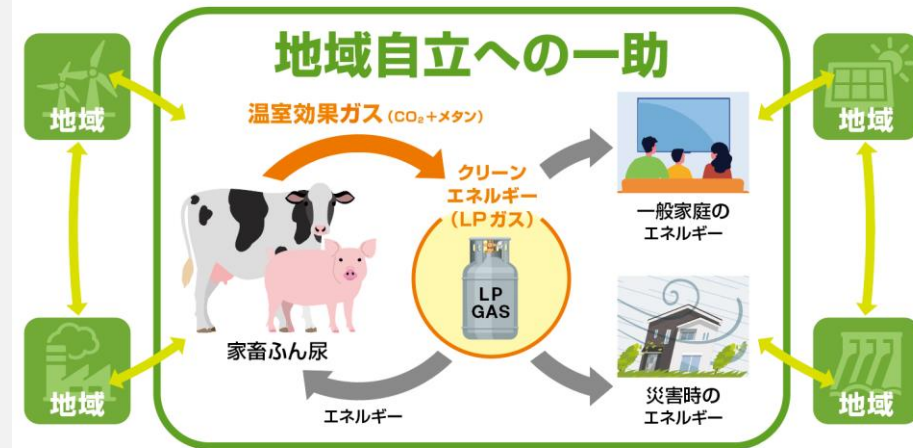 地域自立への一助
地域
地域
温室効果ガス(CO₂+メタン)
クリーン
エネルギー
(LPガス)
LP
GAS
一般家庭の
エネルギー
家畜ふん尿
エネルギー
災害時の
エネルギー
地域
地域